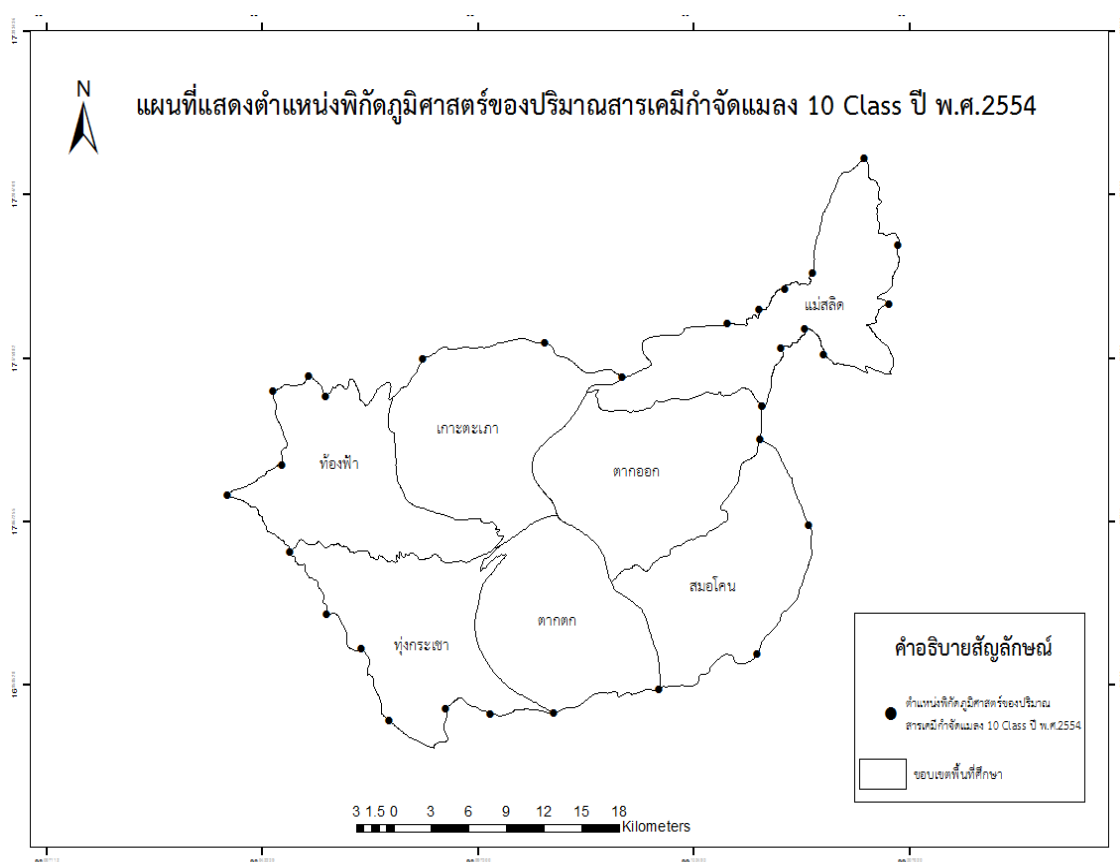 N
แผนที่แสดงตำแหน่งพิกัดภูมิศาสตร์ของปริมาณสารเคมีกำจัดแมลง 10 Class ปี พ.ศ.2554
แม่สลิด
เกาะตะเภา
ท้องฟ้า
ตากออก
สมอโคน
ตากตก
ทุ่งกระเชา
คำอธิบายสัญลักษณ์
ตำแหน่งพิกัดภูมิศาสตร์ของปริมาณ
สารเคมีกำจัดแมลง 10 Class ปี พ.ศ.2554
ขอบเขตพื้นที่ศึกษา
3 1.5 0 3 6 9 12 15 18
Kilometers